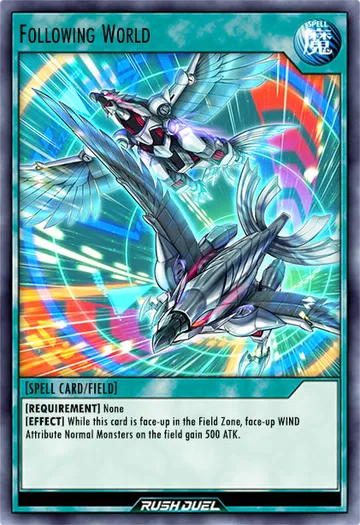 Following World
SPELL
魔
[SPELL CARD/FIELD]
[REQUIREMENT] None
[EFFECT] While this card is face-up in the Field Zone, face-up WIND
Attribute Normal Monsters on the field gain 500 ATK.
RUSH DUEL